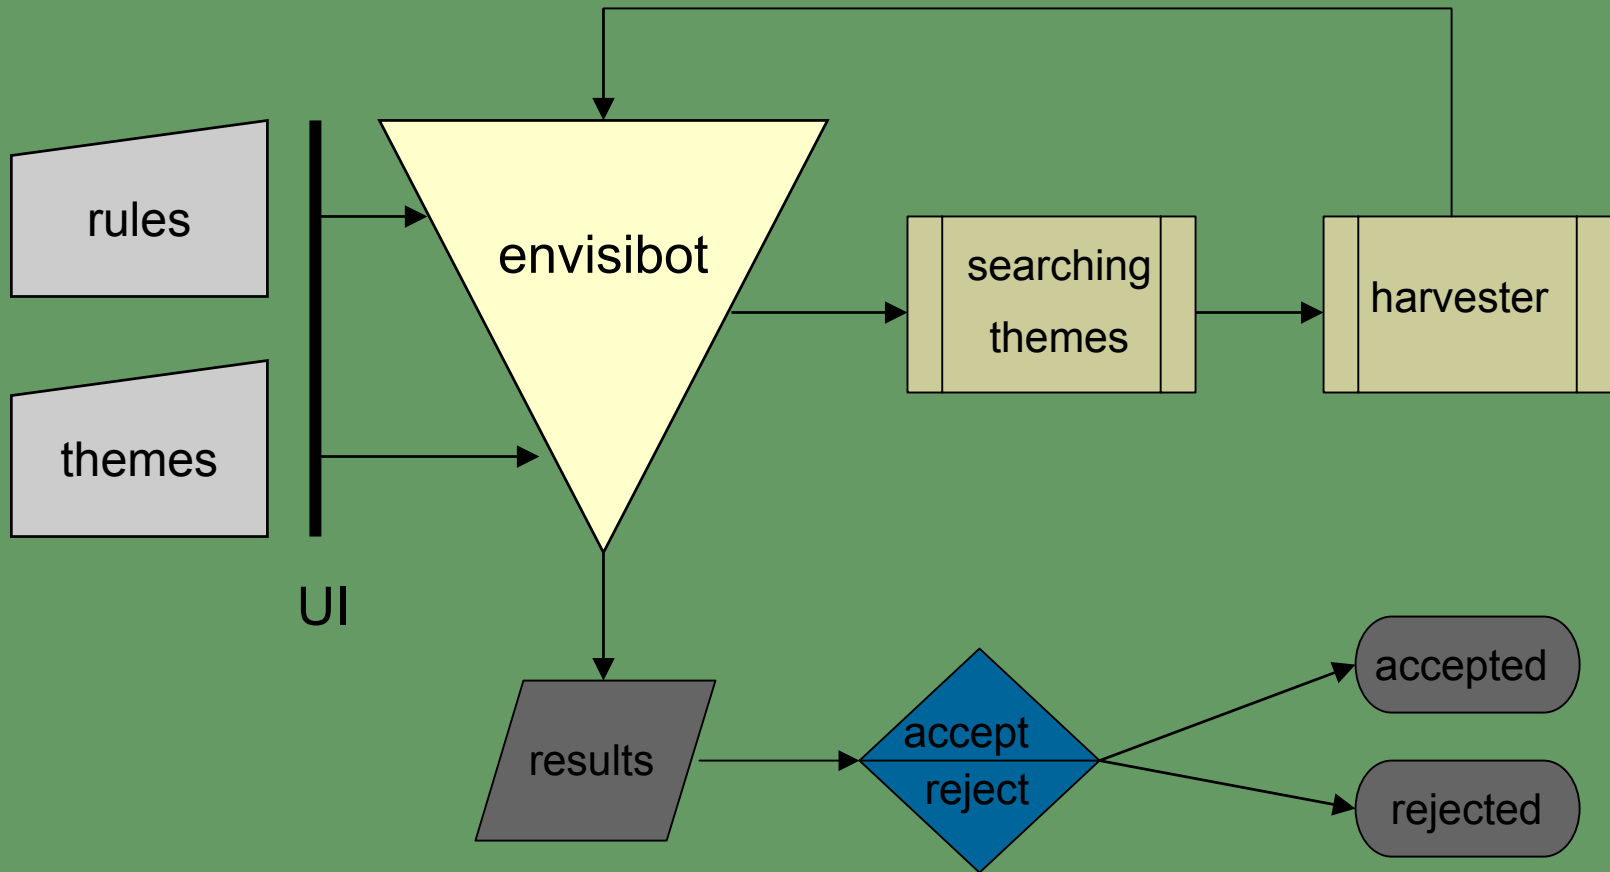 rules
envisibot
searching
themes
harvester
themes
UI
results
accept
reject
accepted
rejected